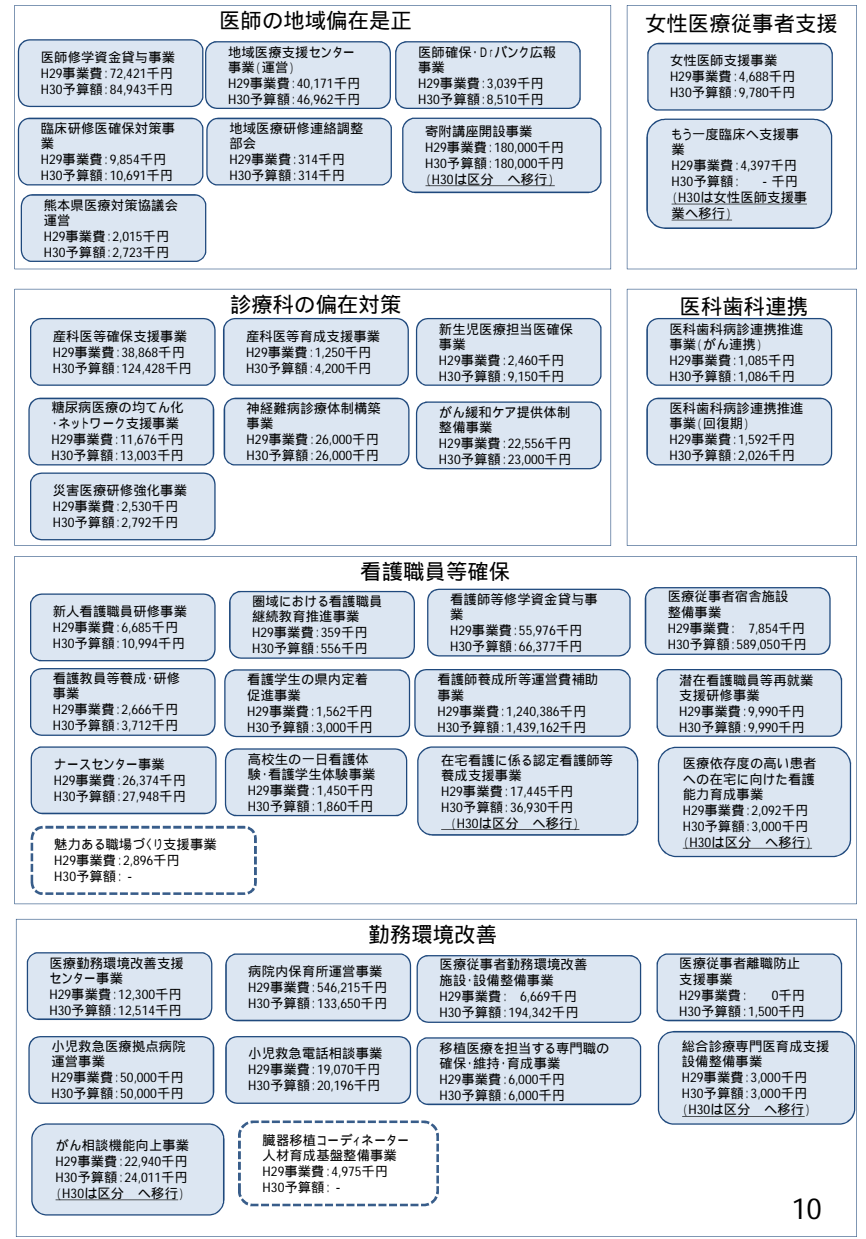 医師の地域偏在是正
医師修学資金貸与事業
H29事業費:72,421千円
H30予算額:84,943千円
地域医療支援センター
事業(運営)
H29事業費:40,171千円
H30予算額:46,962千円
医師確保・Drバンク広報
事業
H29事業費:3,039千円
H30予算額:8,510千円
臨床研修医確保対策事
業
H29事業費:9,854千円
H30予算額:10,691千円
地域医療研修連絡調整
部会
H29事業費:314千円
H30予算額:314千円
寄附講座開設事業
H29事業費:180,000千円
H30予算額:180,000千円
(H30は区分　へ移行)
熊本県医療対策協議会
運営
H29事業費:2,015千円
H30予算額:2,723千円
女性医療従事者支援
女性医師支援事業
H29事業費:4,688千円
H30予算額:9,780千円
もう一度臨床へ支援事
業
H29事業費:4,397千円
H30予算額:　-千円
(H30は女性医師支援事
業へ移行)
診療科の偏在対策
産科医等確保支援事業
H29事業費:38,868千円
H30予算額:124,428千円
産科医等育成支援事業
H29事業費:1,250千円
H30予算額:4,200千円
新生児医療担当医確保
事業
H29事業費:2,460千円
H30予算額:9,150千円
糖尿病医療の均てん化
・ネットワーク支援事業
H29事業費:11,676千円
H30予算額:13,003千円
神経難病診療体制構築
事業
H29事業費:26,000千円
H30予算額:26,000千円
がん緩和ケア提供体制
整備事業
H29事業費:22,556千円
H30予算額:23,000千円
災害医療研修強化事業
H29事業費:2,530千円
H30予算額:2,792千円
医科歯科連携
医科歯科病診連携推進
事業(がん連携)
H29事業費:1,085千円
H30予算額:1,086千円
医科歯科病診連携推進
事業(回復期)
H29事業費:1,592千円
H30予算額:2,026千円
看護職員等確保
新人看護職員研修事業
H29事業費:6,685千円
H30予算額:10,994千円
圏域における看護職員
継続教育推進事業
H29事業費:359千円
H30予算額:556千円
看護師等修学資金貸与事
業
H29事業費:55,976千円
H30予算額:66,377千円
医療従事者宿舎施設
整備事業
H29事業費:　7,854千円
H30予算額:589,050千円
看護教員等養成・研修
事業
H29事業費:2,666千円
H30予算額:3,712千円
看護学生の県内定着
促進事業
H29事業費:1,562千円
H30予算額:3,000千円
看護師養成所等運営費補助
事業
H29事業費:1,240,386千円
H30予算額:1,439,162千円
潜在看護職員等再就業
支援研修事業
H29事業費:9,990千円
H30予算額:9,990千円
ナースセンター事業
H29事業費:26,374千円
H30予算額:27,948千円
高校生の一日看護体
験・看護学生体験事業
H29事業費:1,450千円
H30予算額:1,860千円
在宅看護に係る認定看護師等
養成支援事業
H29事業費:17,445千円
H30予算額:36,930千円
(H30は区分　へ移行)
医療依存度の高い患者
への在宅に向けた看護
能力育成事業
H29事業費:2,092千円
H30予算額:3,000千円
(H30は区分　へ移行)
魅力ある職場づくり支援事業
H29事業費:2,896千円
H30予算額: -
勤務環境改善
医療勤務環境改善支援
センター事業
H29事業費:12,300千円
H30予算額:12,514千円
病院内保育所運営事業
H29事業費:546,215千円
H30予算額:133,650千円
医療従事者勤務環境改善
施設・設備整備事業
H29事業費:　6,669千円
H30予算額:194,342千円
医療従事者離職防止
支援事業
H29事業費:　0千円
H30予算額:1,500千円
小児救急医療拠点病院
運営事業
H29事業費:50,000千円
H30予算額:50,000千円
小児救急電話相談事業
H29事業費:19,070千円
H30予算額:20,196千円
移植医療を担当する専門職の
確保・維持・育成事業
H29事業費:6,000千円
H30予算額:6,000千円
総合診療専門医育成支援
設備整備事業
H29事業費:3,000千円
H30予算額:3,000千円
(H30は区分　へ移行)
がん相談機能向上事業
H29事業費:22,940千円
H30予算額:24,011千円
(H30は区分　へ移行)
臓器移植コーディネーター
人材育成基盤整備事業
H29事業費:4,975千円
H30予算額: -
10